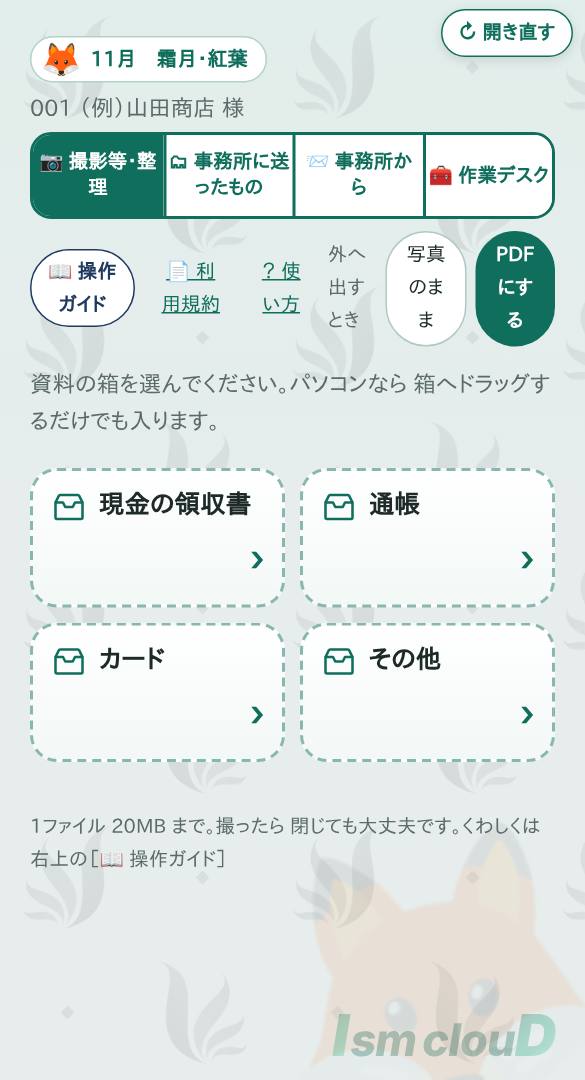 開き直す
11月 霜月･紅葉
001 (例)山田商店 様
撮影等･整
理
事務所に送
ったもの
事務所か
ら
作業デスク
操作
ガイド
利
用規約
? 使
い方
外へ
出す
とき
写真
のま
ま
PDF
にす
る
資料の箱を選んでください。パソコンなら 箱へドラッグす
るだけでも入ります。
現金の領収書
通帳
カード
その他
1ファイル 20MB まで。撮ったら 閉じても大丈夫です。くわしくは
右上の[📖 操作ガイド]
Ism clouD